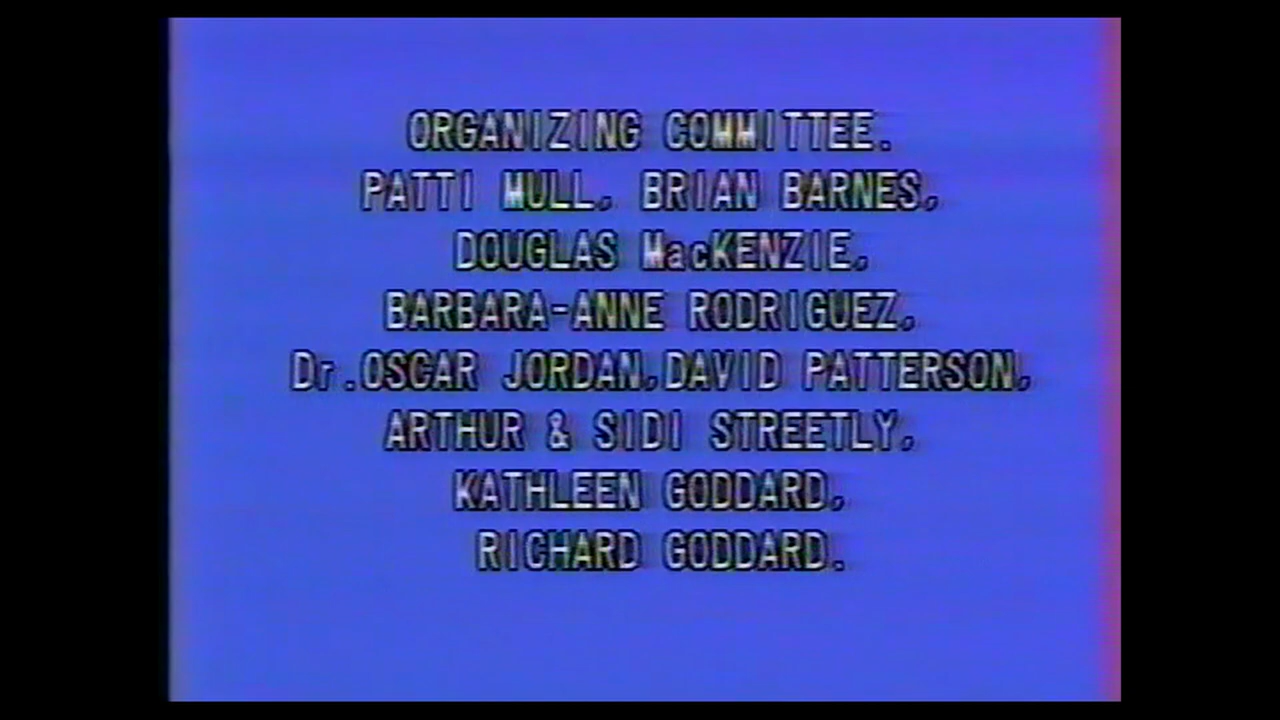 ORGANIZING COMMITTEE.
PATTI MULL, BRIAN BARNES,
DOUGLAS MacKENZIE,
BARBARA-ANNE RODRIGUEZ,
Dr.OSCAR JORDAN,DAVID PATTERSON,
ARTHUR & SIDI STREETLY,
KATHLEEN GODDARD,
RICHARD GODDARD.